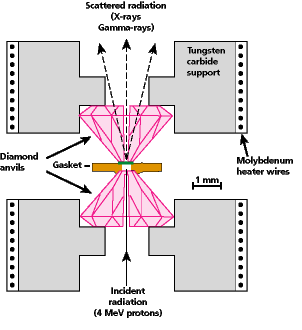 Scattered radiation
(X-rays
Gamma-rays)
Tungsten
carbide
support
Diamond
anvils
Gasket
Molybdenum
heater wires
1 mm
Incident
radiation
(4 MeV protons)